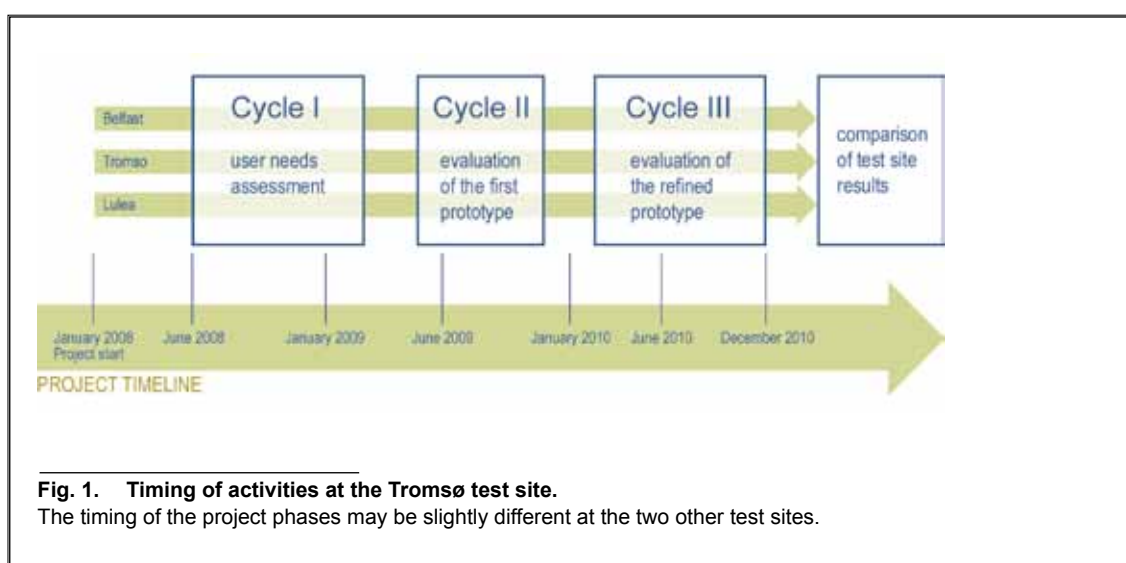 Cycle I
Cycle II
Cycle III
Belfast
Tromsø
Lulea
user needs
assessment
evaluation
of the first
prototype
evaluation of
the refined
prototype
comparison
of test site
results
January 2008
Project start
June 2008
January 2009
June 2009
January 2010
June 2010
December 2010
PROJECT TIMELINE
Fig. 1. Timing of activities at the Tromsø test site.
The timing of the project phases may be slightly different at the two other test sites.